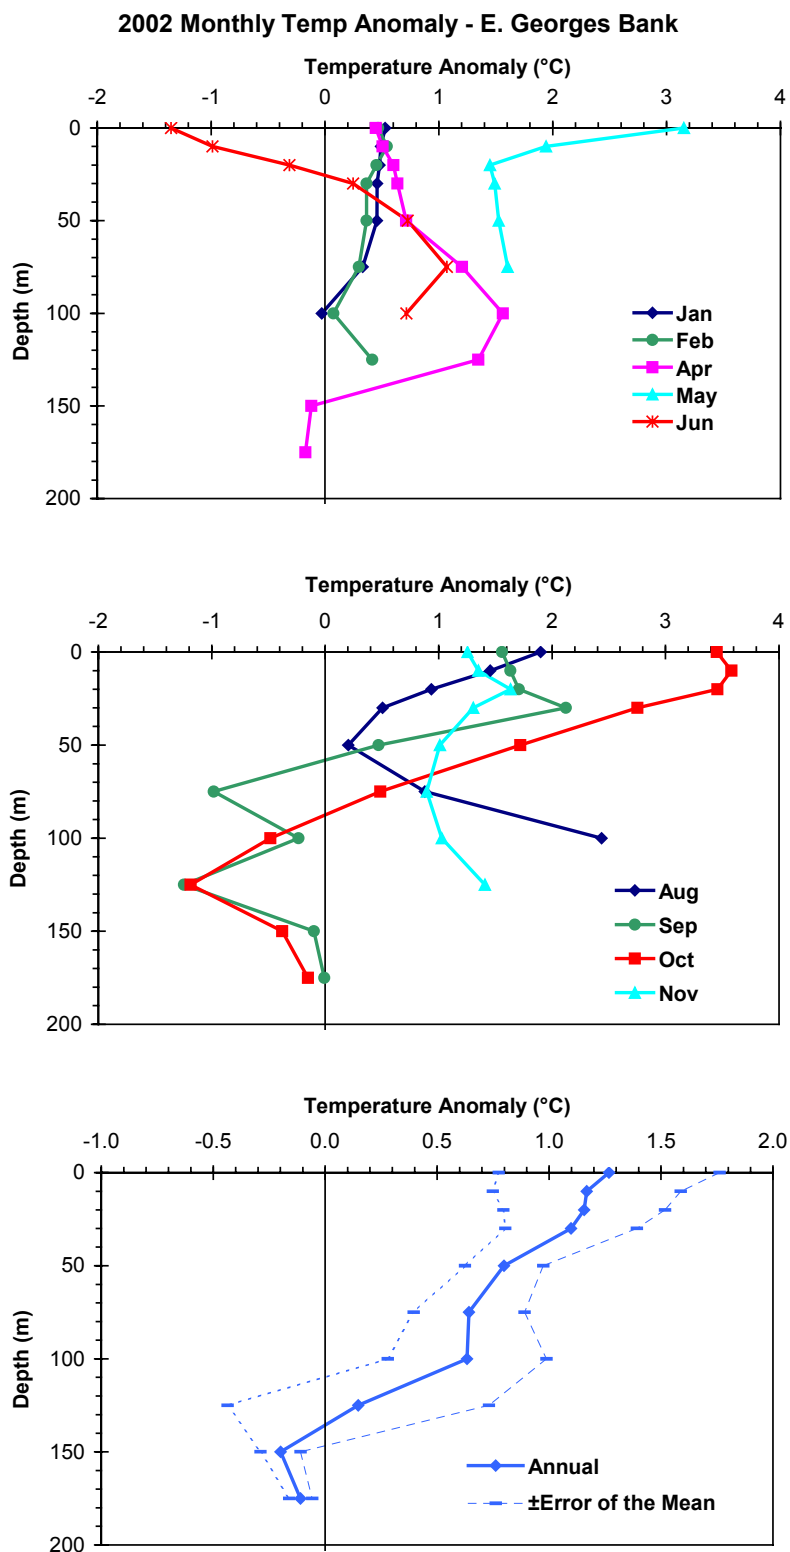 2002 Monthly Temp Anomaly - E. Georges Bank
Temperature Anomaly (°C)
-2 -1 0 1 2 3 4
0
50
100
150
200
Depth (m)
Jan
Feb
Apr
May
Jun
Temperature Anomaly (°C)
-2 -1 0 1 2 3 4
0
50
100
150
200
Depth (m)
Aug
Sep
Oct
Nov
Temperature Anomaly (°C)
-1.0 -0.5 0.0 0.5 1.0 1.5 2.0
0
50
100
150
200
Depth (m)
Annual
±Error of the Mean